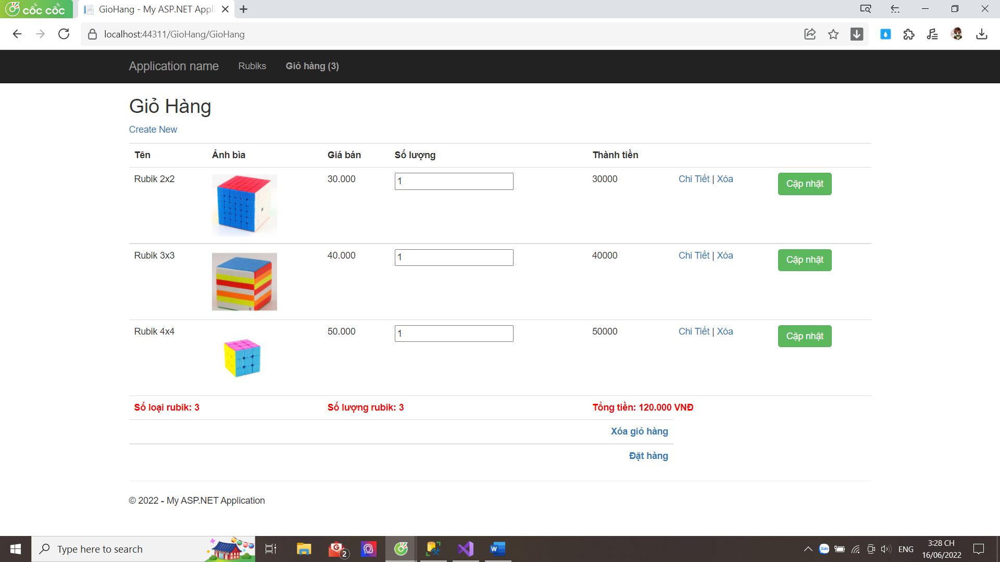 cốc cốc
GioHang - My ASP.NET Appli
localhost:44311/GioHang/GioHang
Application name Rubiks Giỏ hàng (3)
Giỏ Hàng
Create New
Tên Ảnh bìa Giá bán Số lượng Thành tiền
Rubik 2x2 30.000 1 30000 Chi Tiết | Xóa Cập nhật
Rubik 3x3 40.000 1 40000 Chi Tiết | Xóa Cập nhật
Rubik 4x4 50.000 1 50000 Chi Tiết | Xóa Cập nhật
Số loại rubik: 3 Số lượng rubik: 3 Tổng tiền: 120.000 VNĐ
Xóa giỏ hàng
Đặt hàng
© 2022 - My ASP.NET Application
Type here to search
G 2
W
Zalo
ENG
3:28 CH
16/06/2022